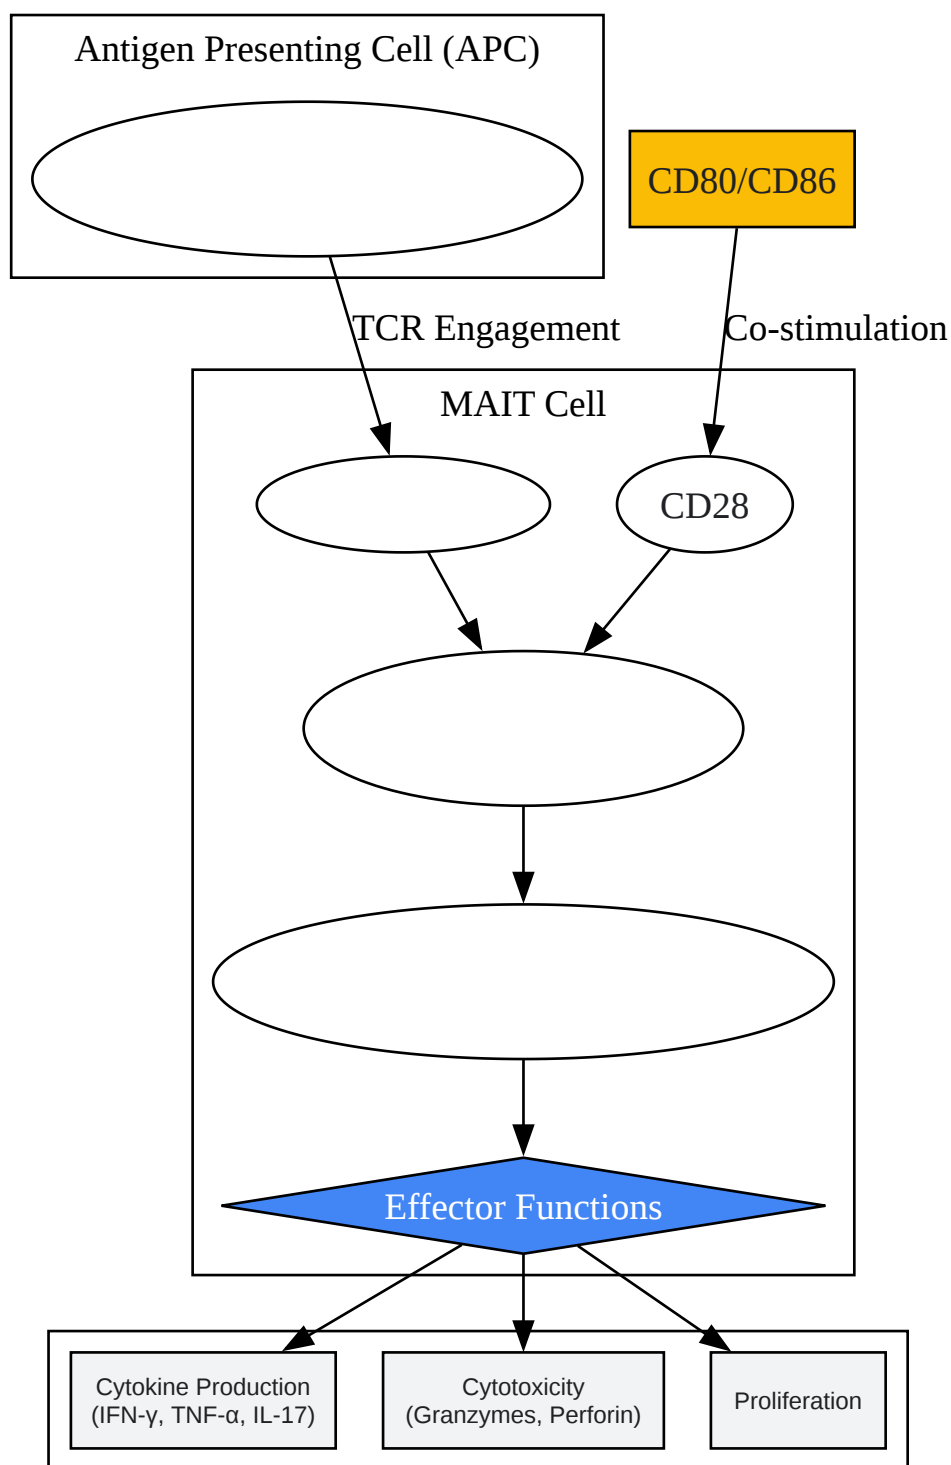 Antigen Presenting Cell (APC)
CD80/CD86
TCR Engagement
Co-stimulation
MAIT Cell
CD28
Effector Functions
Cytokine Production
(IFN-γ, TNF-α, IL-17)
Cytotoxicity
(Granzymes, Perforin)
Proliferation